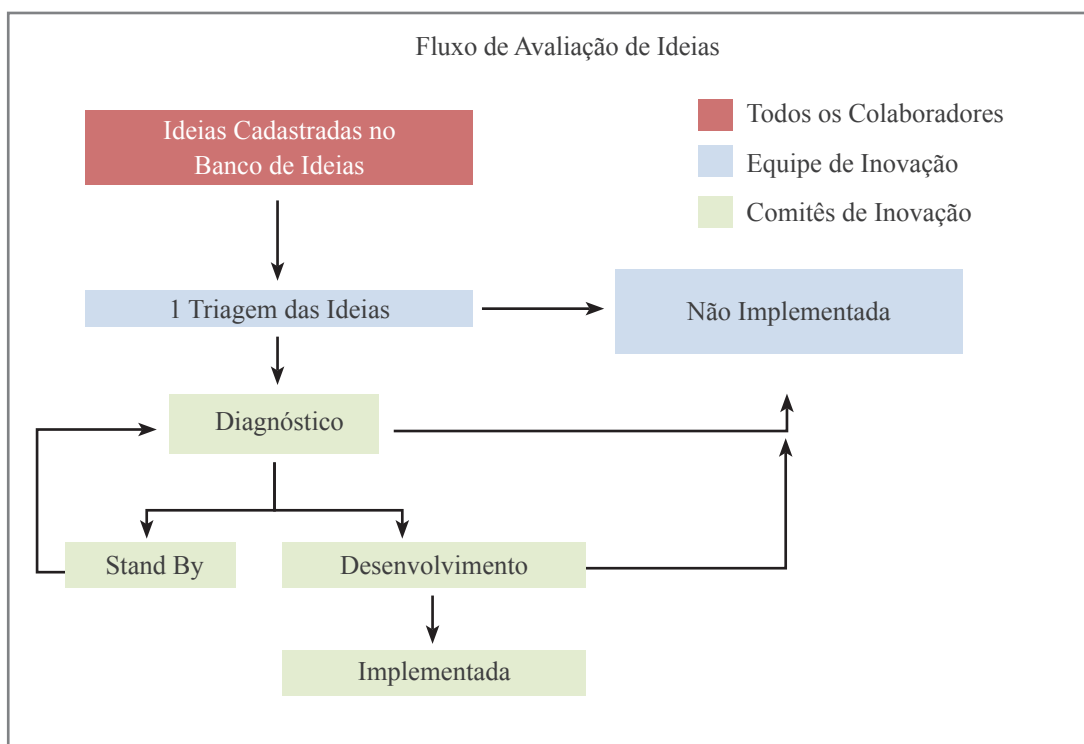 Fluxo de Avaliação de Ideias
Ideias Cadastradas no
Banco de Ideias
Todos os Colaboradores
Equipe de Inovação
Comitês de Inovação
1 Triagem das Ideias
Não Implementada
Diagnóstico
Stand By
Desenvolvimento
Implementada